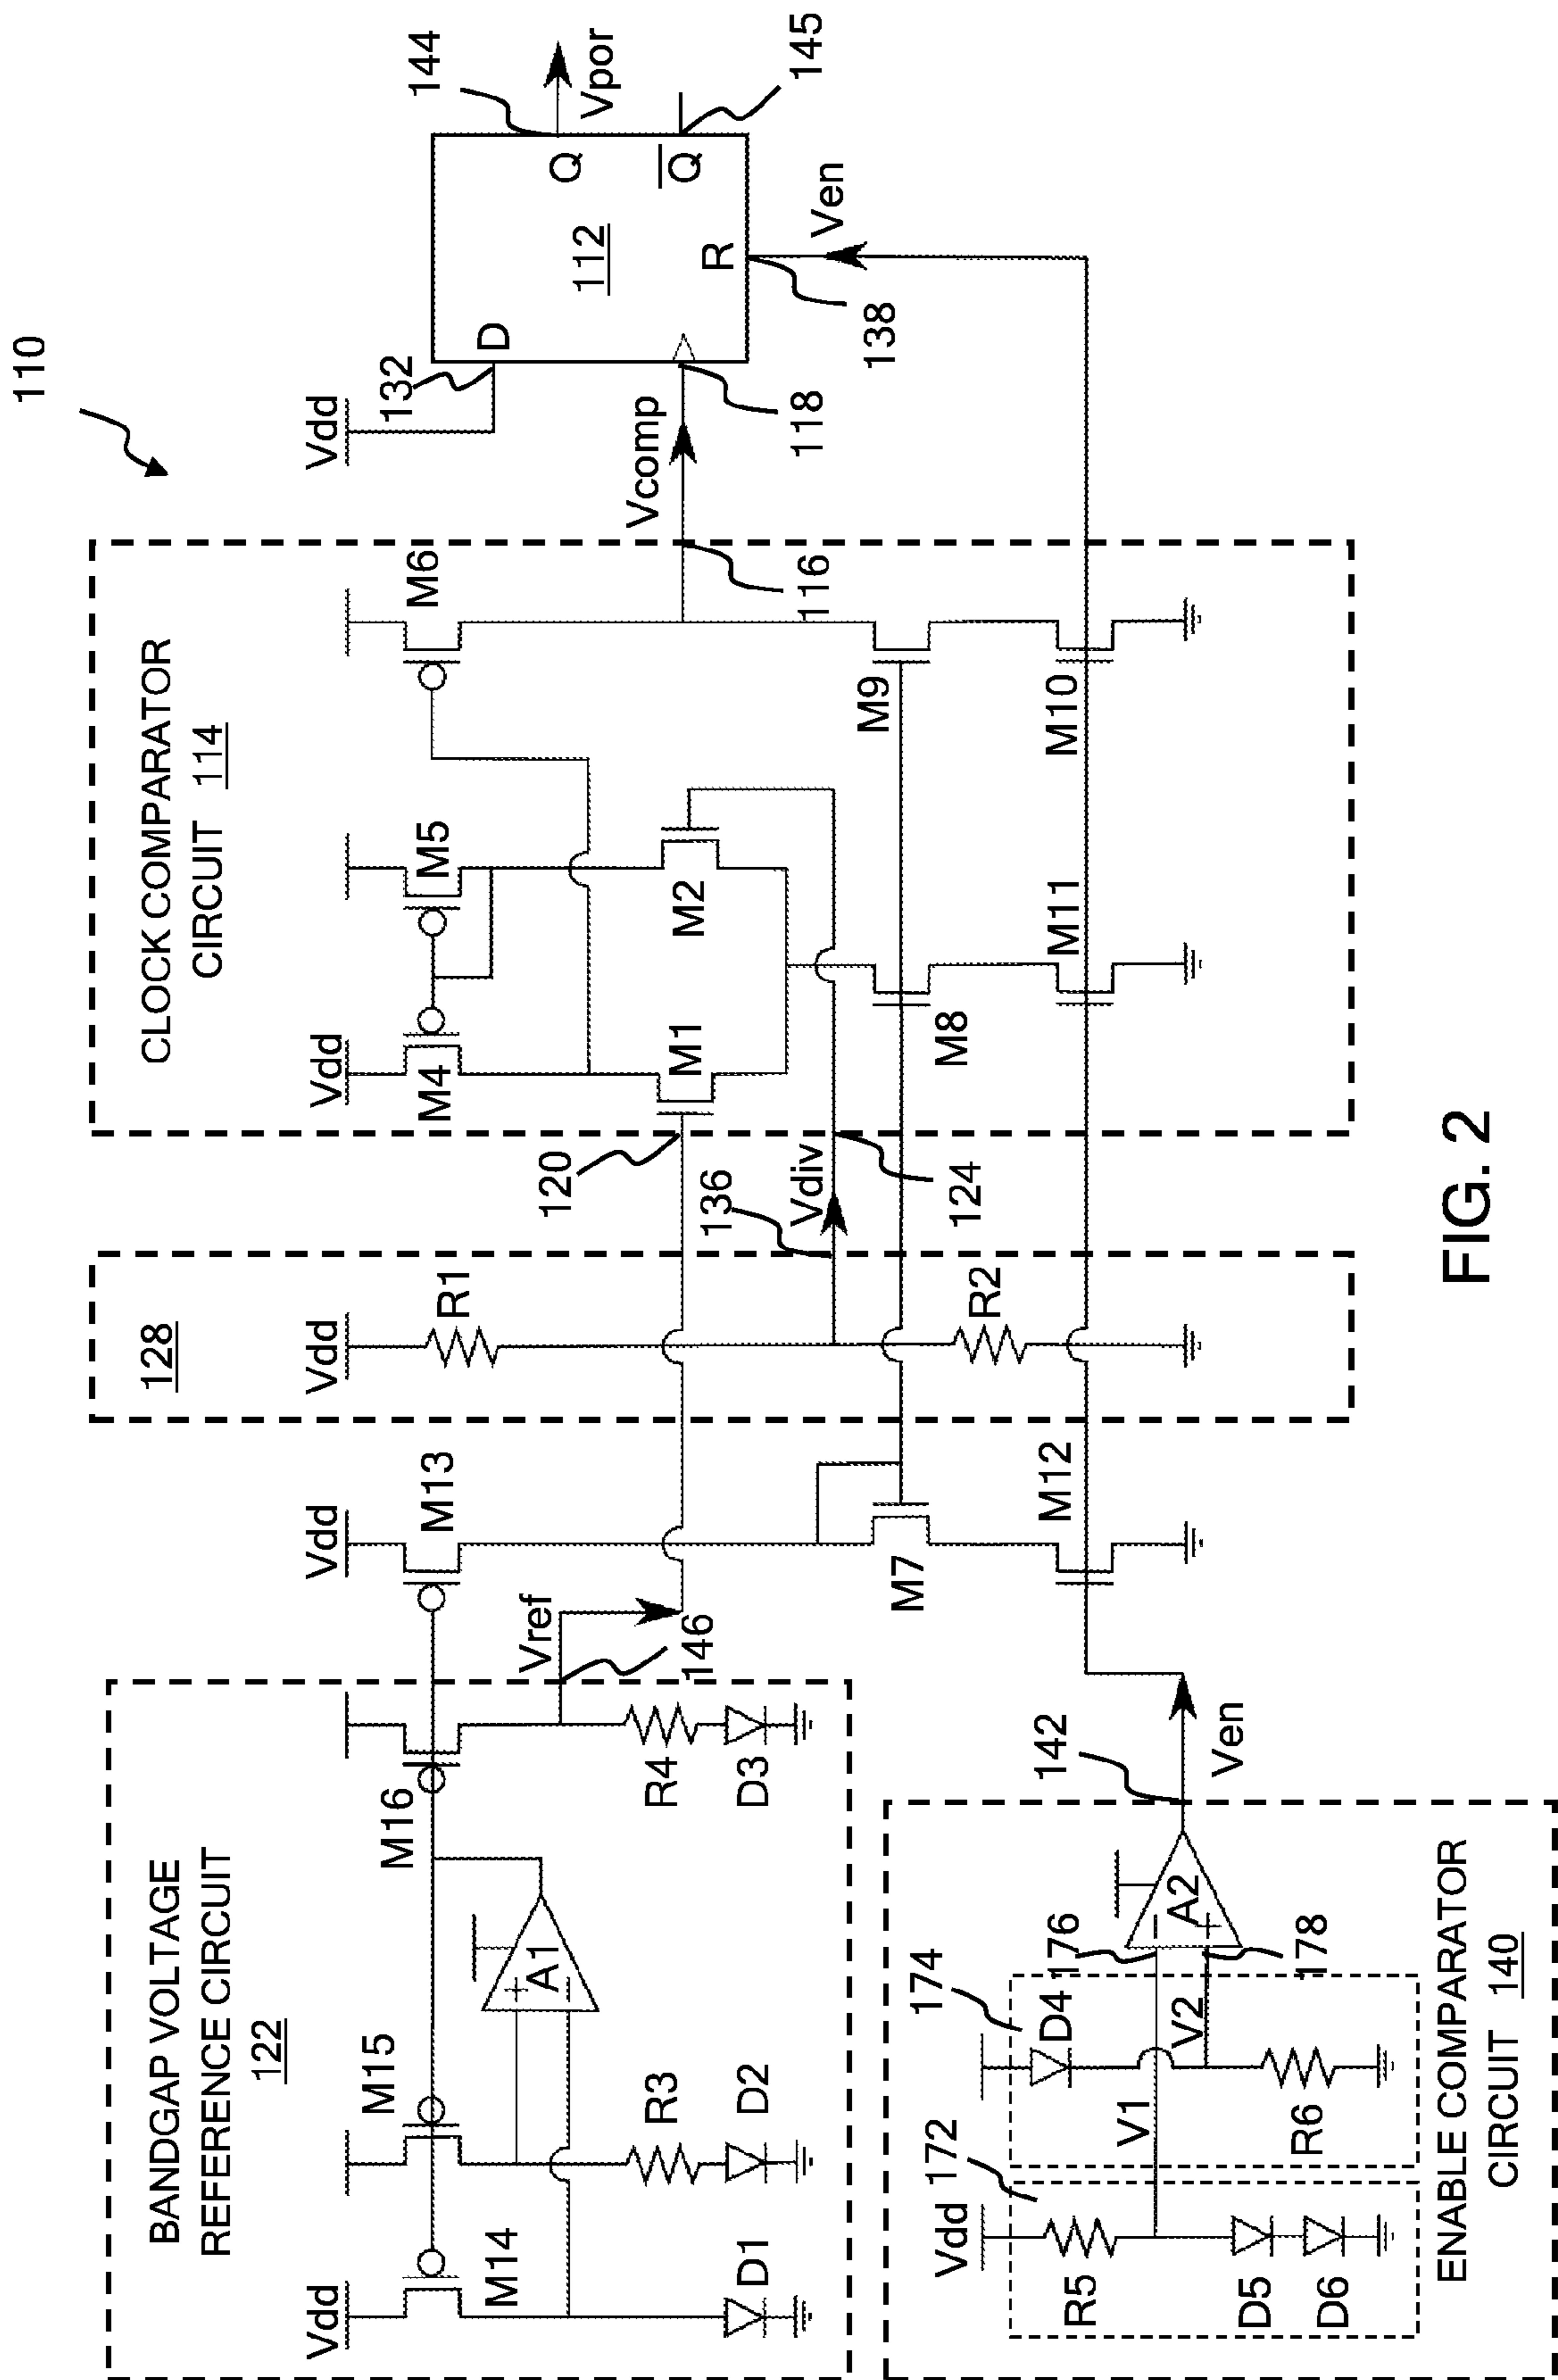 110
BANDGAP VOLTAGE
REFERENCE CIRCUIT
122
Vdd
M14
D1
M15
R3
D2
A1
+
−
M16
R4
D3
Vref
146
Vdd
M13
M7
M12
128
Vdd
R1
R2
136
Vdiv
120
124
CLOCK COMPARATOR
CIRCUIT 114
Vdd
M4
M5
M6
M1
M2
M8
M9
M10
M11
116
Vcomp
118
Vdd
132
D
112
Q
Q
R
144
Vpor
145
138
Ven
ENABLE COMPARATOR
CIRCUIT 140
172
Vdd
R5
D5
D6
V1
174
D4
V2
R6
176
178
A2
−
+
142
Ven
FIG. 2